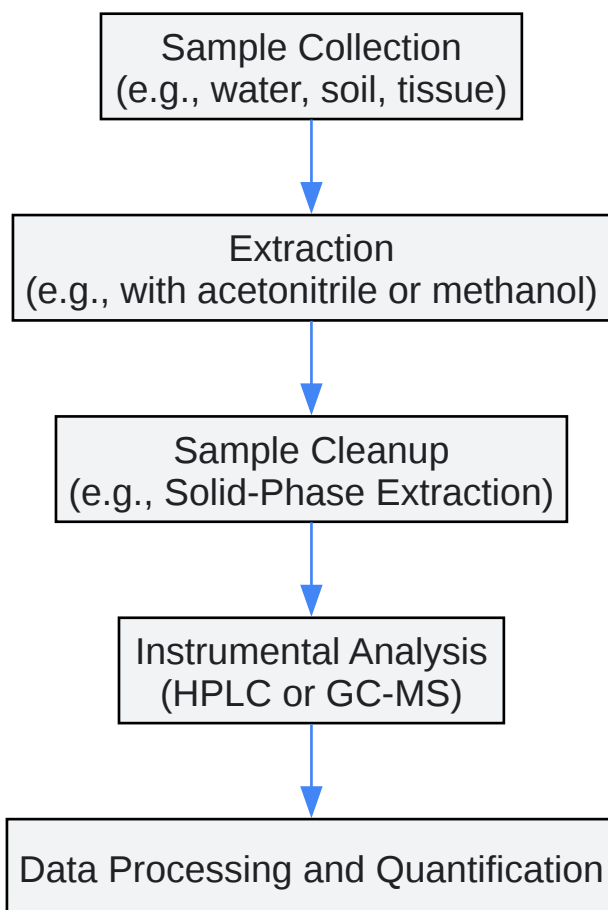 Sample Collection
(e.g., water, soil, tissue)
Extraction
(e.g., with acetonitrile or methanol)
Sample Cleanup
(e.g., Solid-Phase Extraction)
Instrumental Analysis
(HPLC or GC-MS)
Data Processing and Quantification